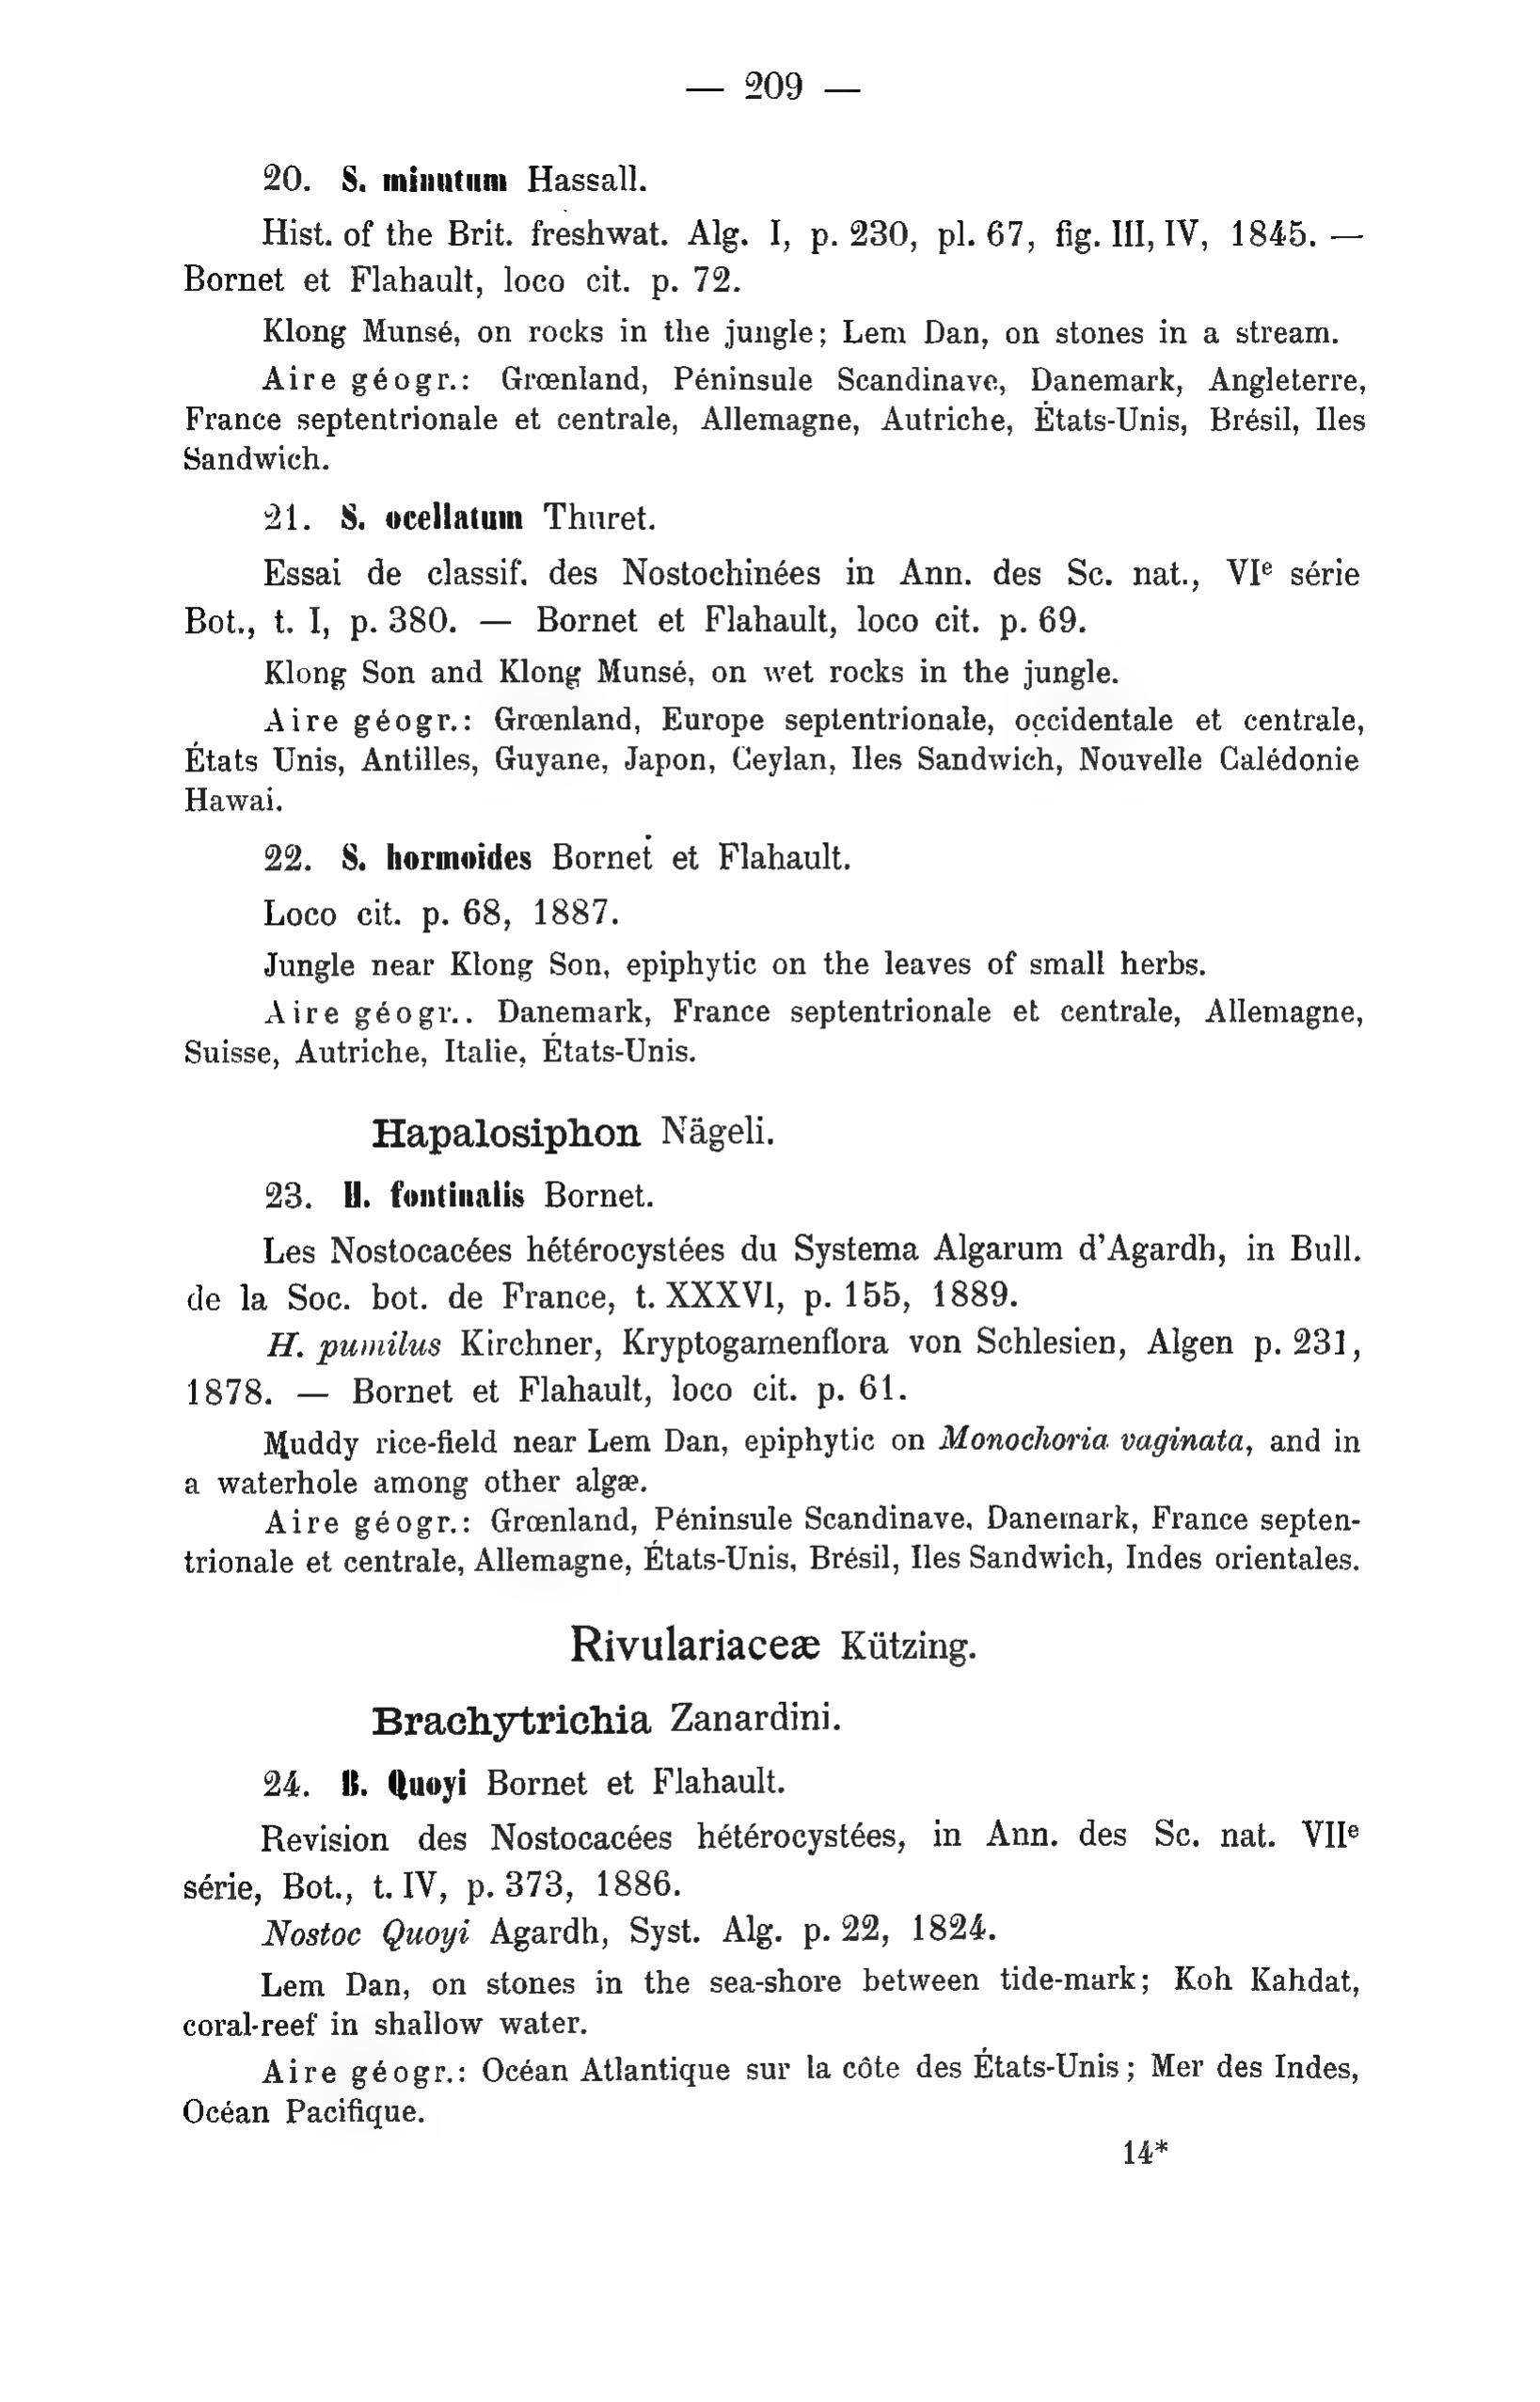 — 209 —
20. S. minutum Hassall.
Hist. of the Brit. freshwat. Alg. I, p. 230, pl. 67, fig. III, IV, 1845. —
Bornet et Flahault, loco cit. p. 72.
Klong Munsé, on rocks in the jungle; Lem Dan, on stones in a stream.
Aire géogr.: Grœnland, Péninsule Scandinave, Danemark, Angleterre,
France septentrionale et centrale, Allemagne, Autriche, États-Unis, Brésil, Iles
Sandwich.
21. S. ocellatum Thuret.
Essai de classif. des Nostochinées in Ann. des Sc. nat., VIe série
Bot., t. I, p. 380. — Bornet et Flahault, loco cit. p. 69.
Klong Son and Klong Munsé, on wet rocks in the jungle.
Aire géogr.: Grœnland, Europe septentrionale, occidentale et centrale,
États Unis, Antilles, Guyane, Japon, Ceylan, Iles Sandwich, Nouvelle Calédonie
Hawai.
22. S. hormoides Bornet et Flahault.
Loco cit. p. 68, 1887.
Jungle near Klong Son, epiphytic on the leaves of small herbs.
Aire géogr.. Danemark, France septentrionale et centrale, Allemagne,
Suisse, Autriche, Italie, États-Unis.
Hapalosiphon Nägeli.
23. H. fontinalis Bornet.
Les Nostocacées hétérocystées du Systema Algarum d'Agardh, in Bull.
de la Soc. bot. de France, t. XXXVI, p. 155, 1889.
H. pumilus Kirchner, Kryptogamenflora von Schlesien, Algen p. 231,
1878. — Bornet et Flahault, loco cit. p. 61.
Muddy rice-field near Lem Dan, epiphytic on Monochoria vaginata, and in
a waterhole among other algæ.
Aire géogr.: Grœnland, Péninsule Scandinave, Danemark, France septen-
trionale et centrale, Allemagne, États-Unis, Brésil, Iles Sandwich, Indes orientales.
Rivulariaceæ Kützing.
Brachytrichia Zanardini.
24. B. Quoyi Bornet et Flahault.
Revision des Nostocacées hétérocystées, in Ann. des Sc. nat. VIIe
série, Bot., t. IV, p. 373, 1886.
Nostoc Quoyi Agardh, Syst. Alg. p. 22, 1824.
Lem Dan, on stones in the sea-shore between tide-mark; Koh Kahdat,
coral-reef in shallow water.
Aire géogr.: Océan Atlantique sur la côte des États-Unis; Mer des Indes,
Océan Pacifique.
14*